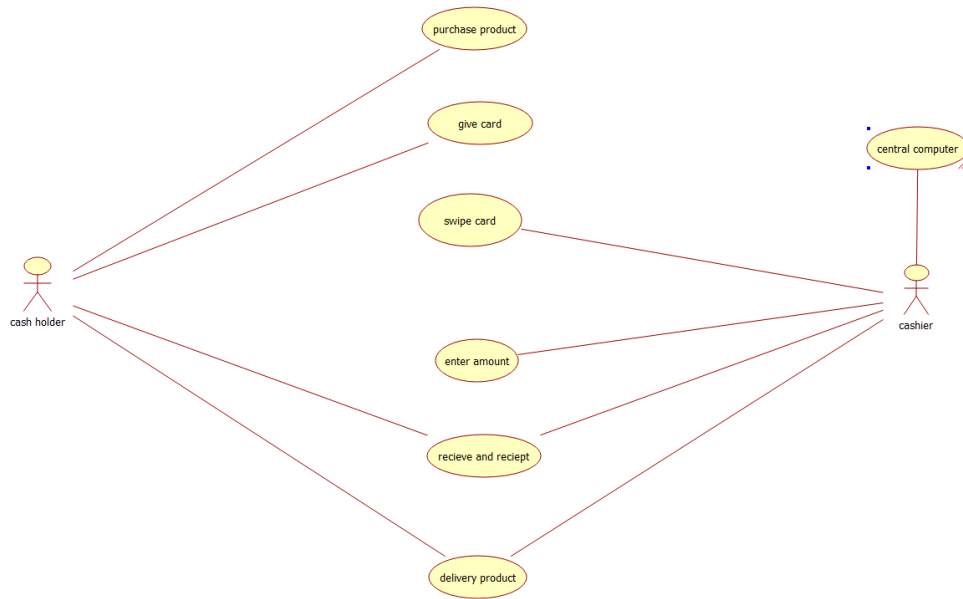 purchase product
give card
central computer
swipe card
cash holder
cashier
enter amount
recieve and reciept
delivery product